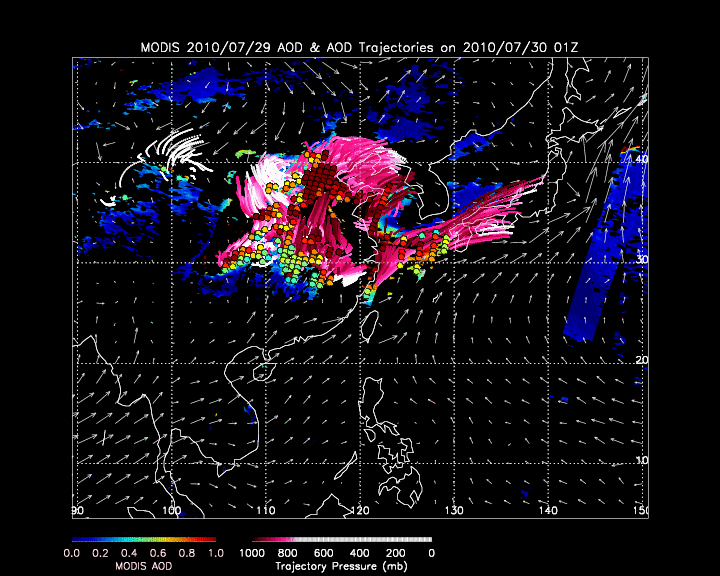 MODIS 2010/07/29 AOD & AOD Trajectories on 2010/07/30 01Z
40
30
20
10
90 100 110 120 130 140 150
0.0 0.2 0.4 0.6 0.8 1.0 1000 800 600 400 200 0
MODIS AOD Trajectory Pressure (mb)